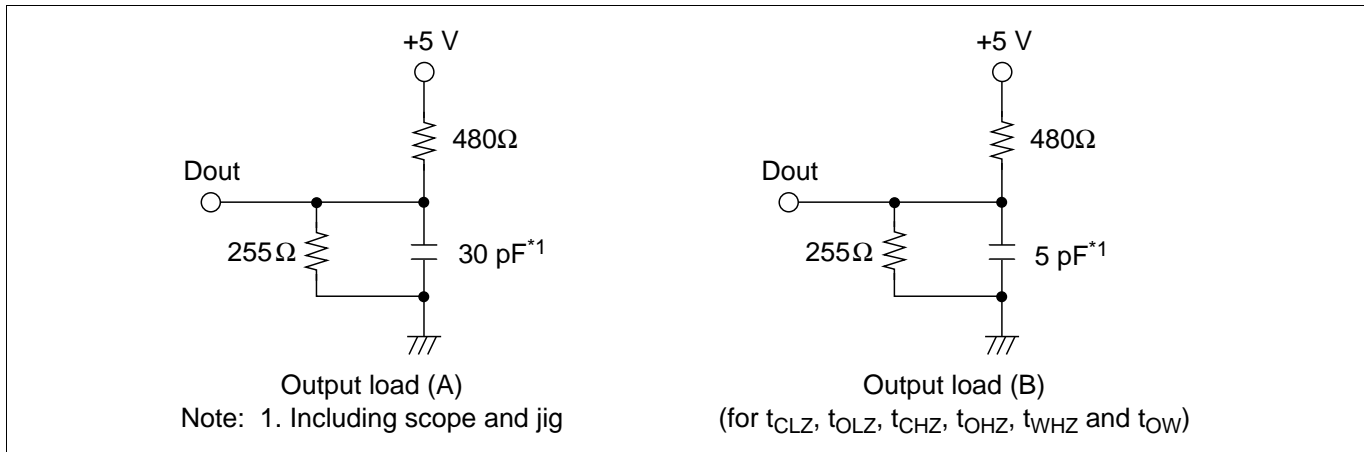 +5 V
480Ω
Dout
255Ω
30 pF*1
Output load (A)
Note: 1. Including scope and jig
+5 V
480Ω
Dout
255Ω
5 pF*1
Output load (B)
(for tCLZ, tOLZ, tCHZ, tOHZ, tWHZ and tOW)